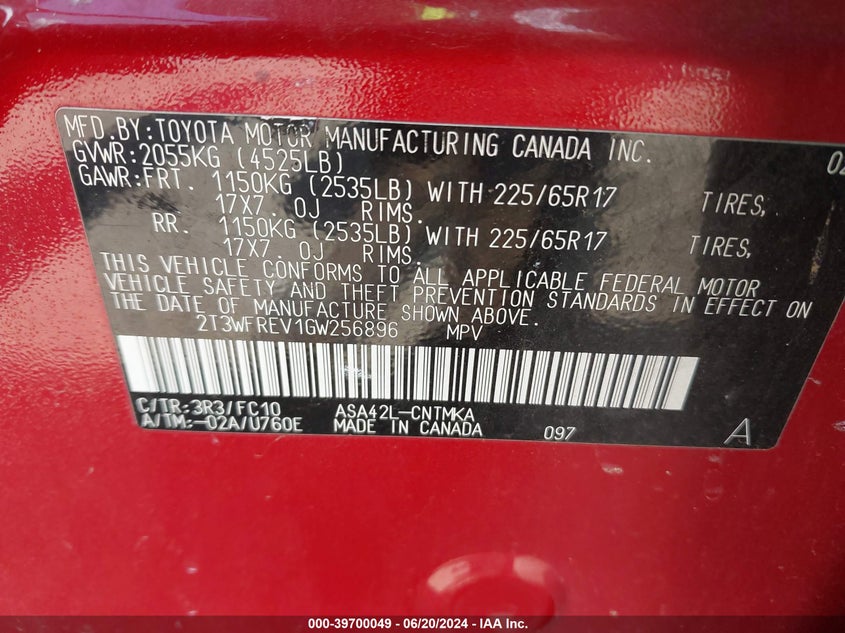 MFD.BY:TOYOTA MOTOR MANUFACTURING CANADA INC.
GVWR:2055KG (4525LB)
GAWR:FRT. 1150KG (2535LB) WITH 225/65R17 TIRES,
17X7.0J RIMS.
RR. 1150KG (2535LB) WITH 225/65R17 TIRES,
17X7.0J RIMS.
THIS VEHICLE CONFORMS TO ALL APPLICABLE FEDERAL MOTOR
VEHICLE SAFETY AND THEFT PREVENTION STANDARDS IN EFFECT ON
THE DATE OF MANUFACTURE SHOWN ABOVE.
2T3WFREV1GW256896 MPV
C/TR:3R3/FC10 ASA42L-CNTMKA
A/TM:-02A/U760E MADE IN CANADA 097 A
000-39700049 - 06/20/2024 - IAA Inc.